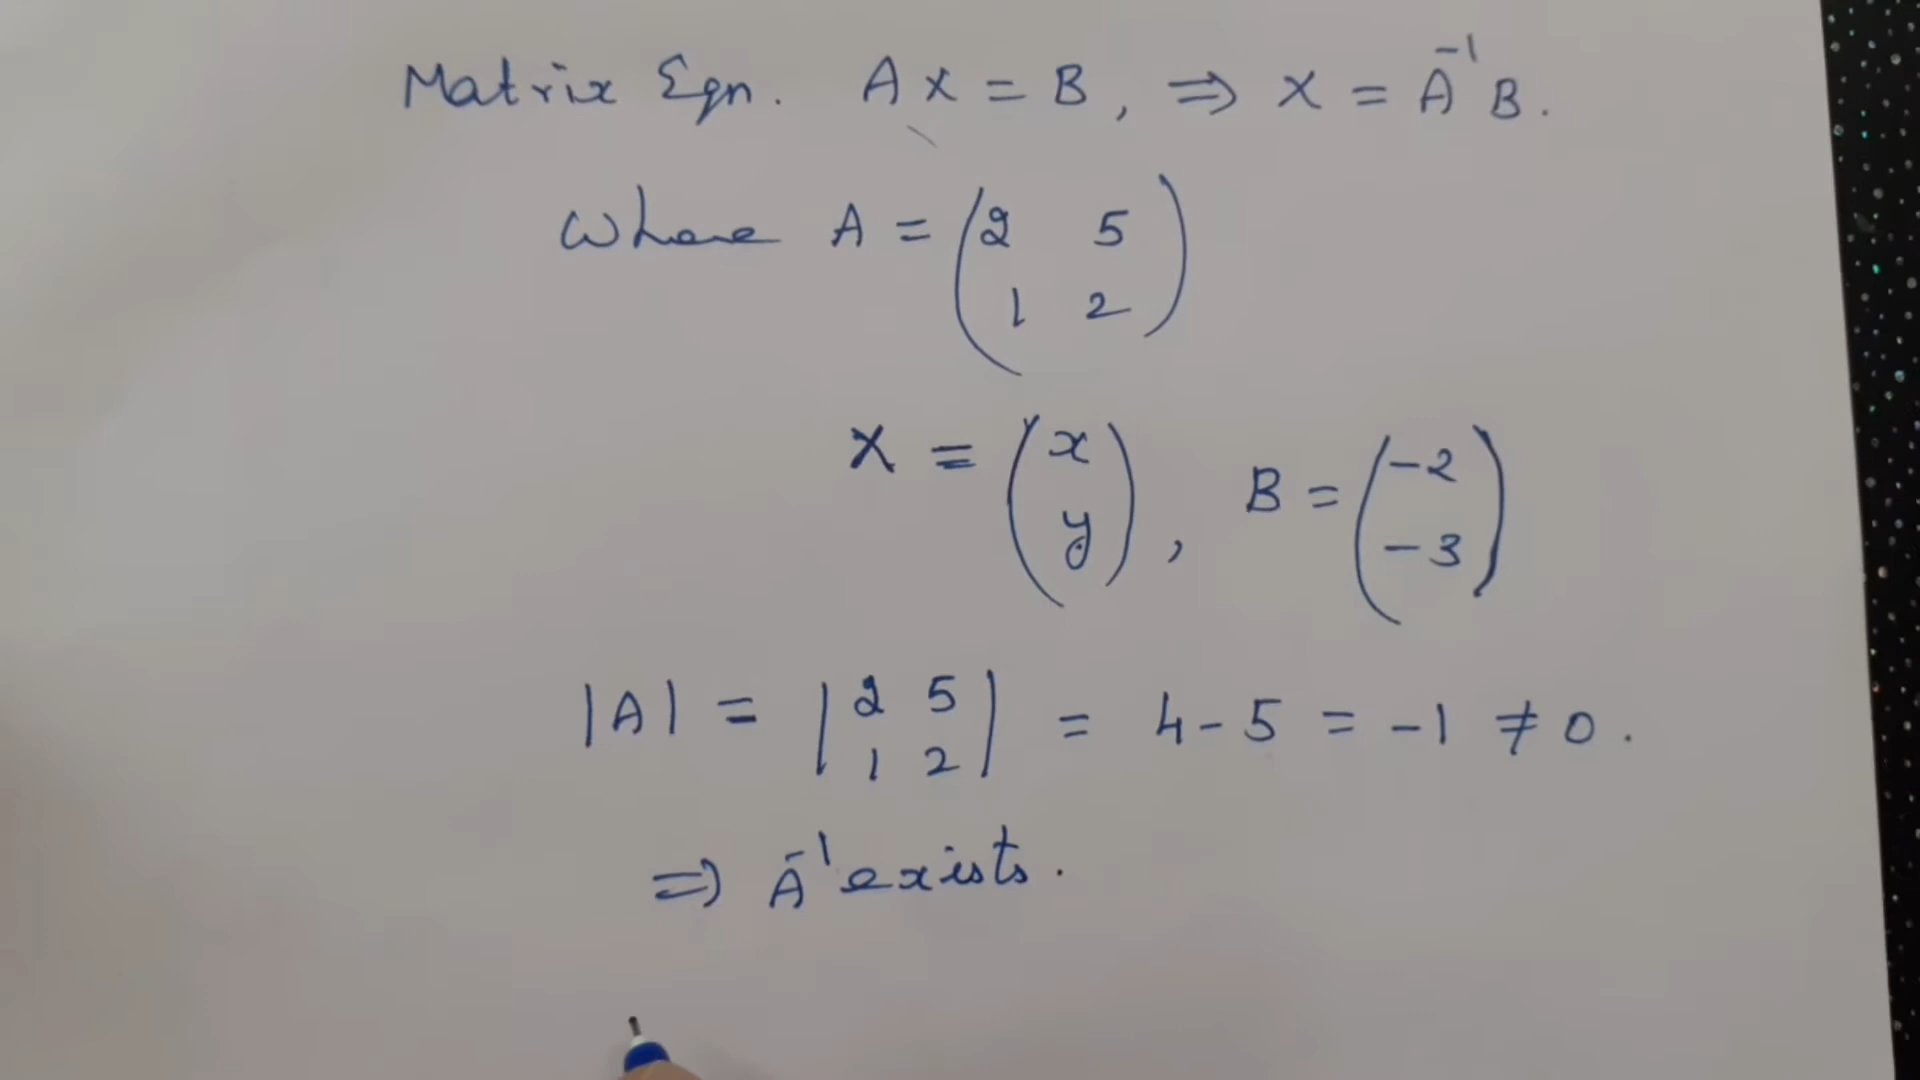 Matrix Eqn. AX = B, ⇒ X = A⁻¹B.
Where A = (2 5
1 2)
X = (x
y), B = (-2
-3)
|A| = |2 5
1 2| = 4 - 5 = -1 ≠ 0.
⇒ A⁻¹ exists.